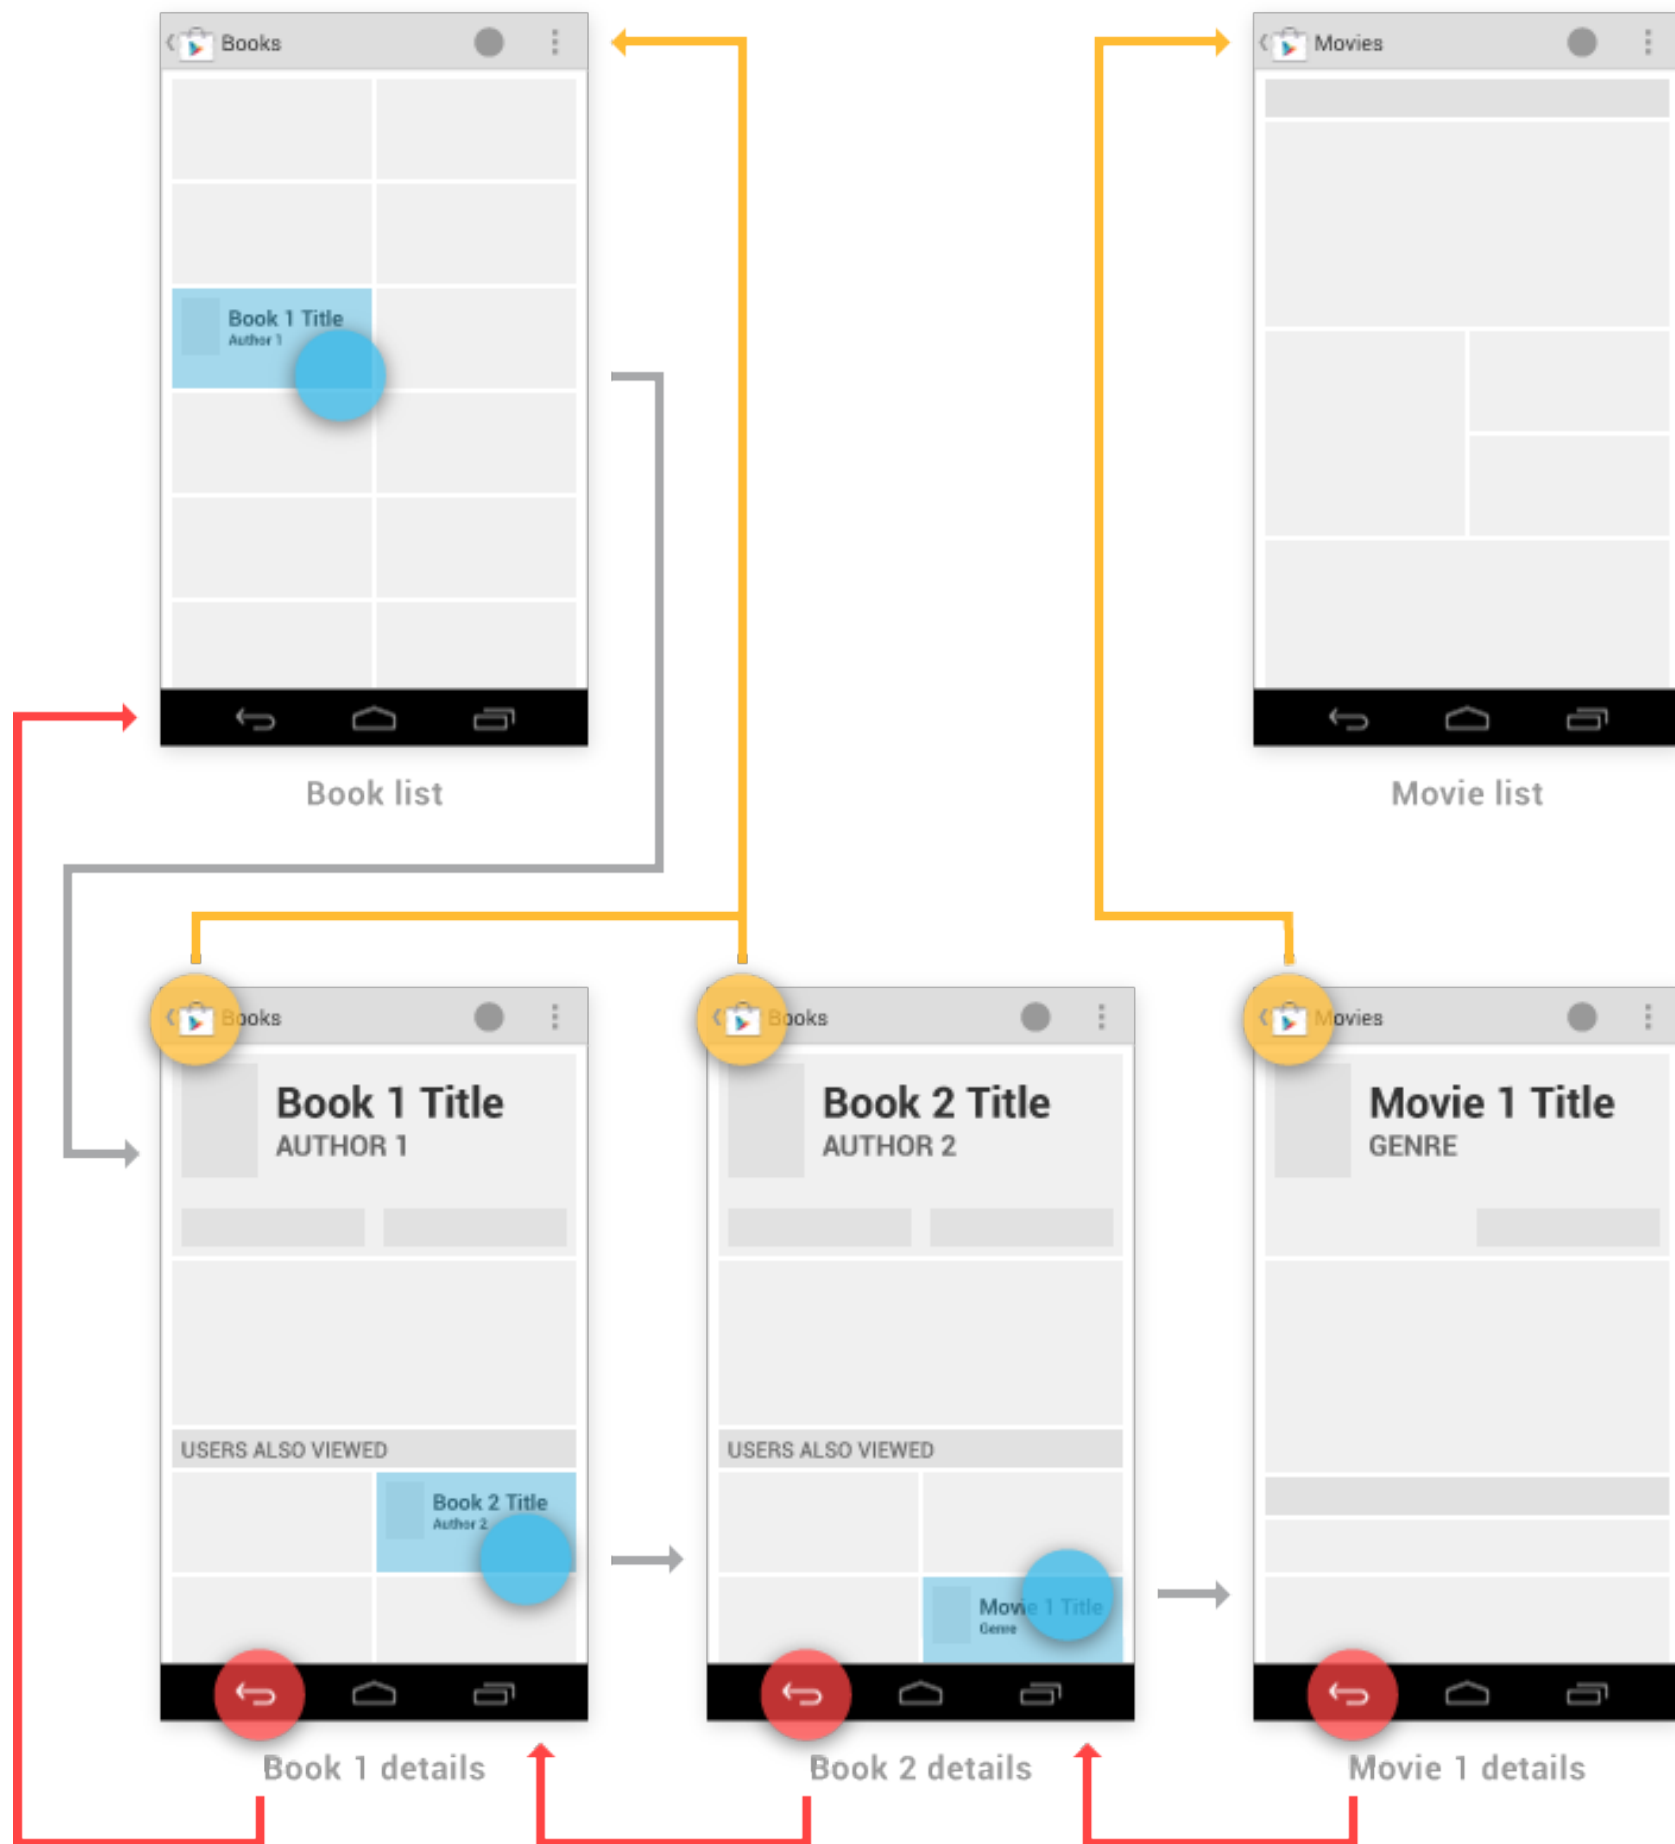 Books
Movies
Book 1 Title
Author 1
Book list
Movie list
Books
Books
Movies
Book 1 Title
AUTHOR 1
Book 2 Title
AUTHOR 2
Movie 1 Title
GENRE
USERS ALSO VIEWED
USERS ALSO VIEWED
Book 2 Title
Author 2
Movie 1 Title
Genre
Book 1 details
Book 2 details
Movie 1 details